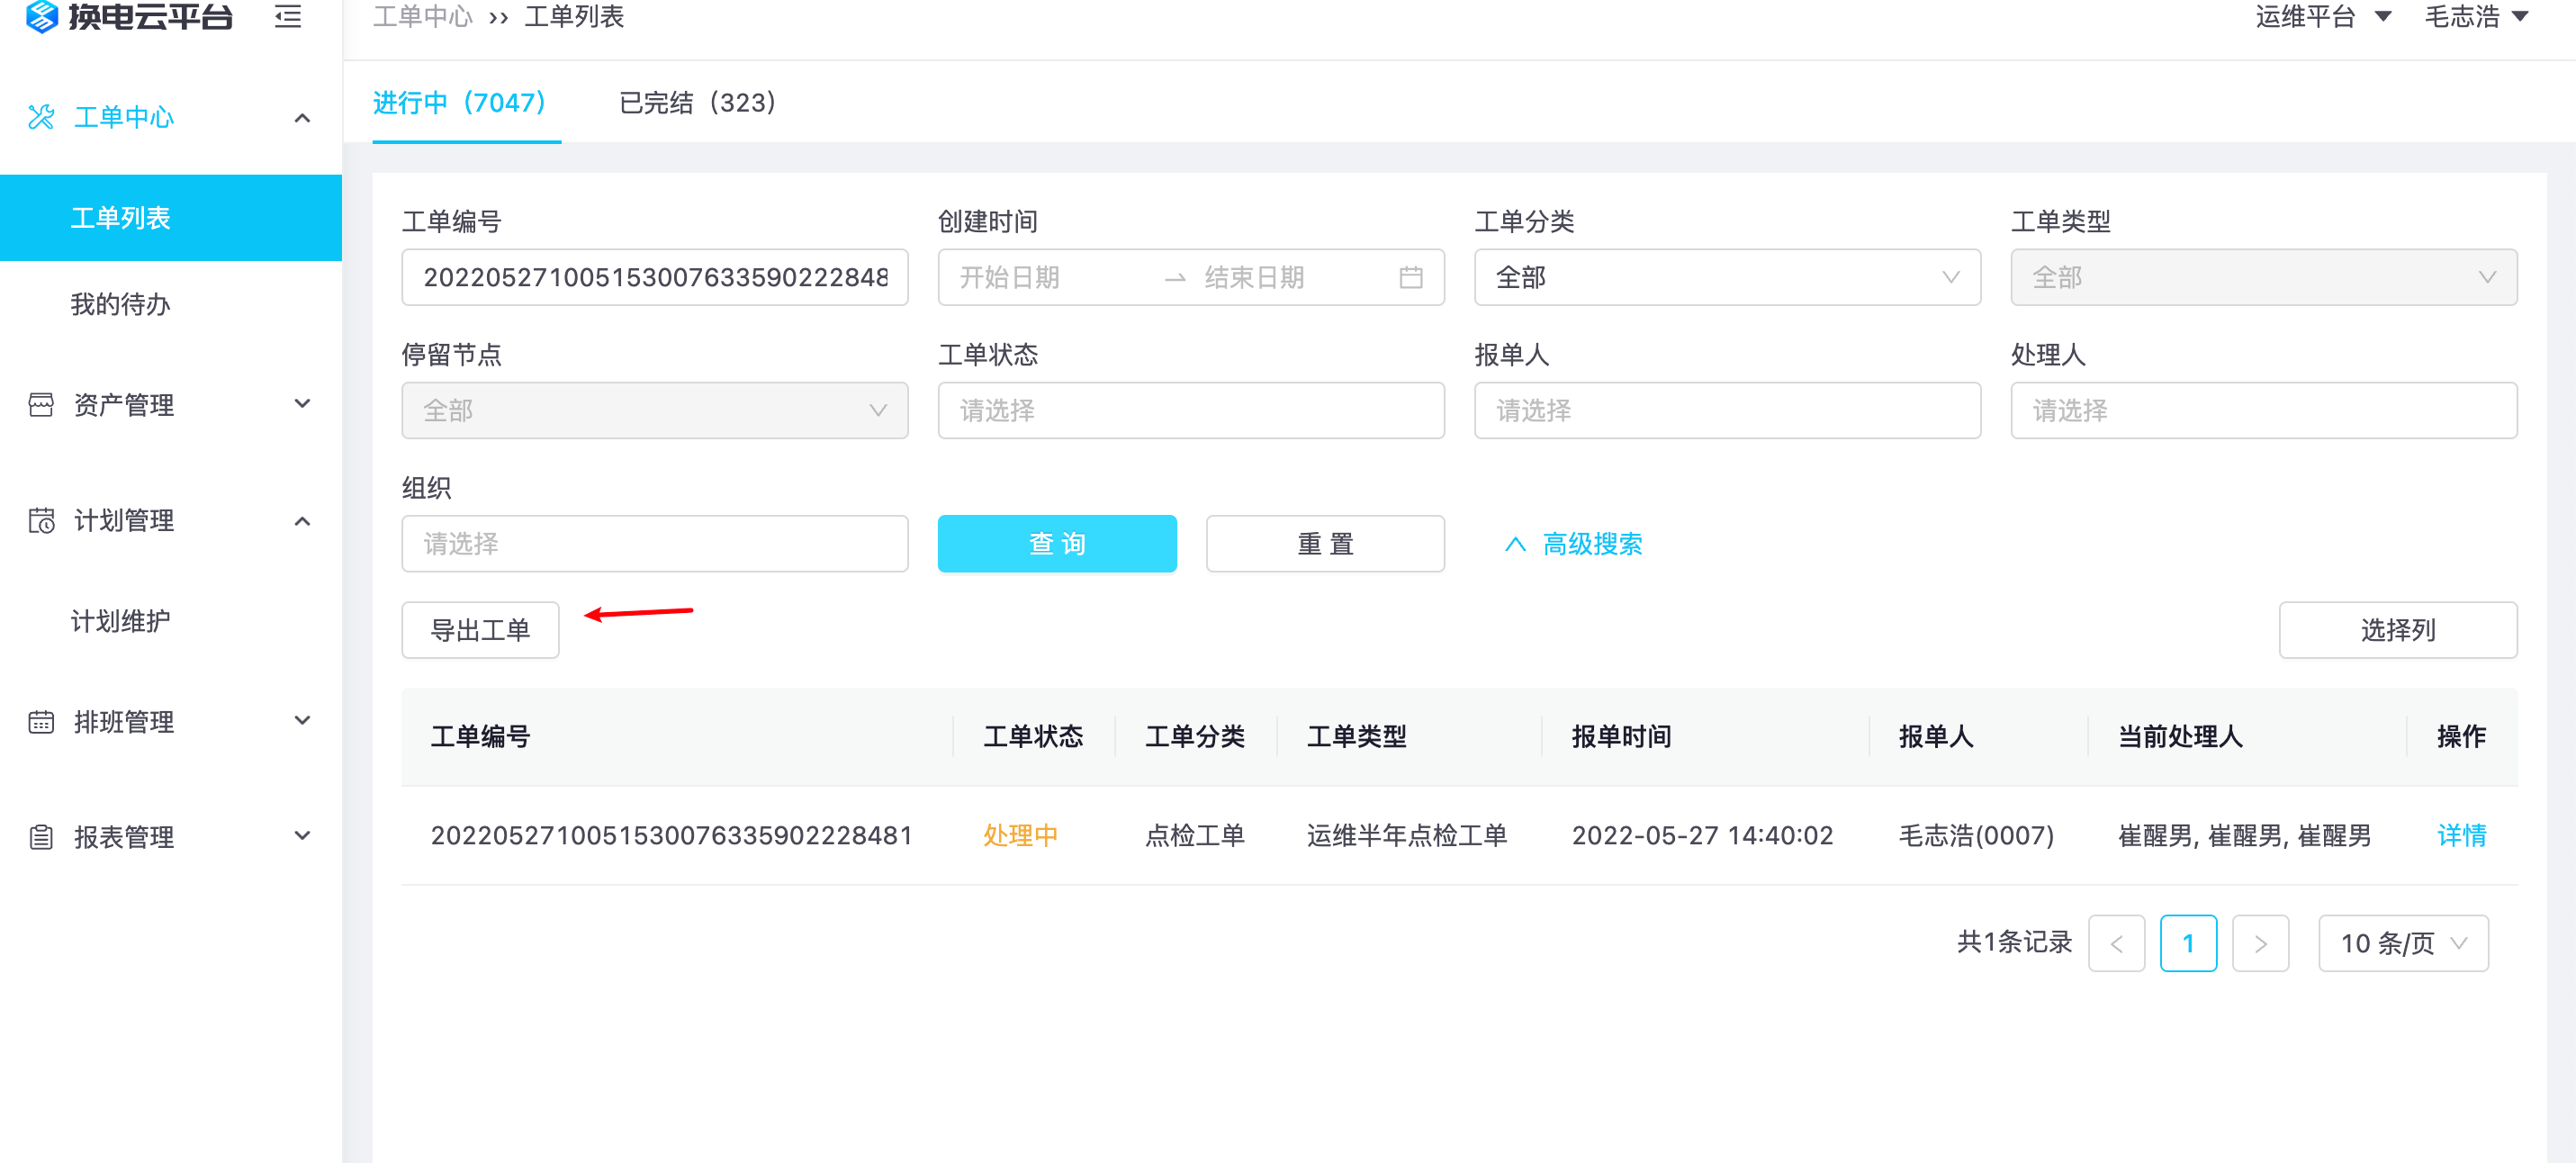 换电云平台
工单中心 ›› 工单列表
运维平台
毛志浩
工单中心
工单列表
我的待办
资产管理
计划管理
计划维护
排班管理
报表管理
进行中（7047）
已完结（323）
工单编号
创建时间
工单分类
工单类型
20220527100515300763359022284８
开始日期 → 结束日期
全部
全部
停留节点
工单状态
报单人
处理人
全部
请选择
请选择
请选择
组织
请选择
查 询
重 置
高级搜索
导出工单
选择列
工单编号 工单状态 工单分类 工单类型 报单时间 报单人 当前处理人 操作
20220527100515300763359022284​81 处理中 点检工单 运维半年点检工单 2022-05-27 14:40:02 毛志浩(0007) 崔醒男, 崔醒男, 崔醒男 详情
共1条记录 < 1 > 10 条/页